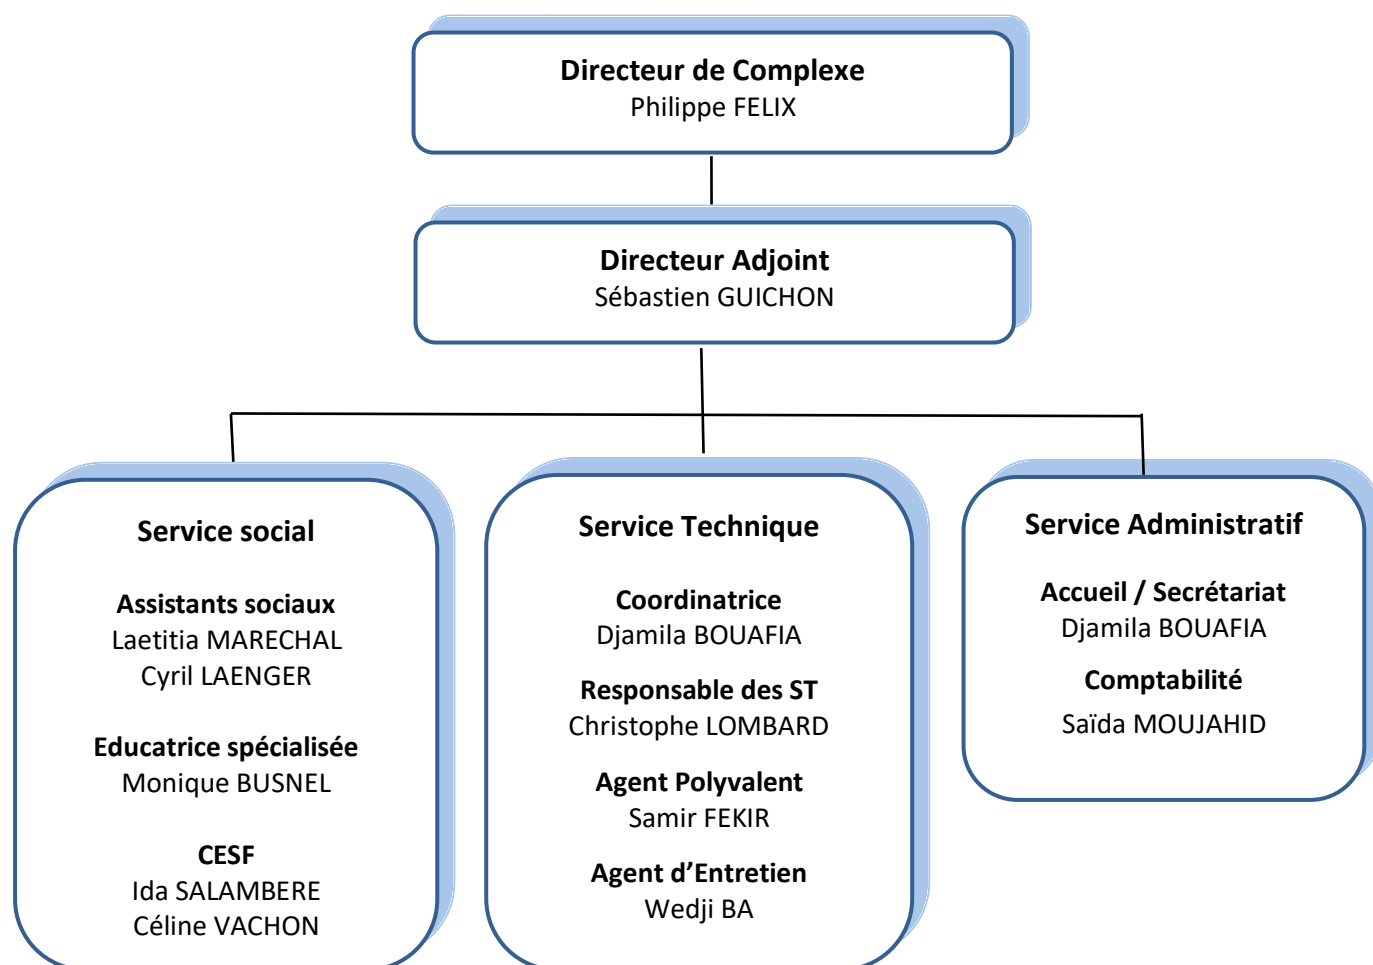 Directeur de Complexe
Philippe FELIX
Directeur Adjoint
Sébastien GUICHON
Service social
Assistants sociaux
Laetitia MARECHAL
Cyril LAENGER
Educatrice spécialisée
Monique BUSNEL
CESF
Ida SALAMBERE
Céline VACHON
Service Technique
Coordinatrice
Djamila BOUAFIA
Responsable des ST
Christophe LOMBARD
Agent Polyvalent
Samir FEKIR
Agent d’Entretien
Wedji BA
Service Administratif
Accueil / Secrétariat
Djamila BOUAFIA
Comptabilité
Saïda MOUJAHID